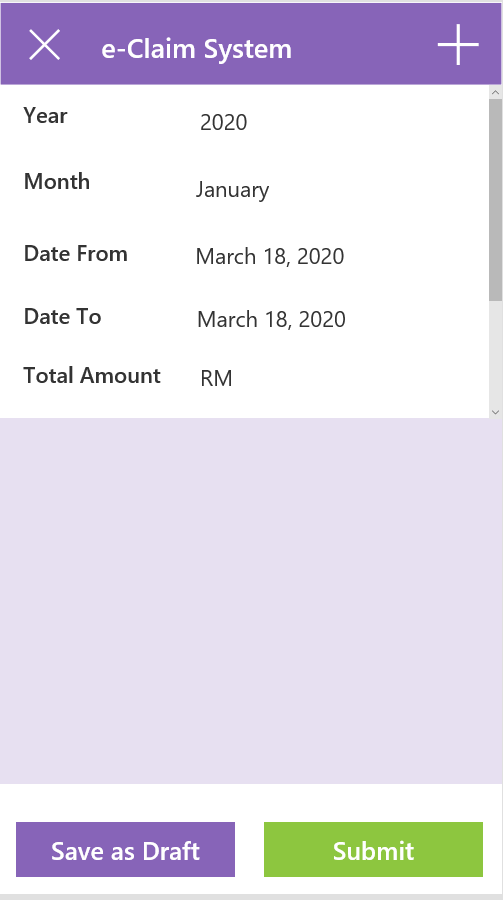 e-Claim System
Year 2020
Month January
Date From March 18, 2020
Date To March 18, 2020
Total Amount RM
Save as Draft Submit